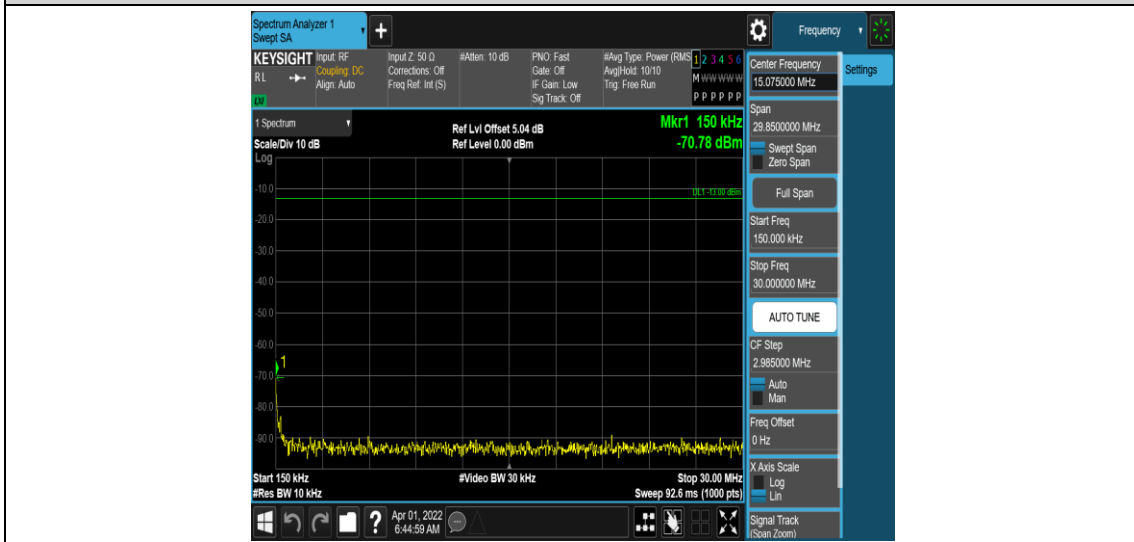 Spectrum Analyzer 1
Swept SA
+
Frequency
KEYSIGHT
RL
LXI
Input: RF
Coupling: DC
Align: Auto
Input Z: 50 Ω
Corrections: Off
Freq Ref: Int (S)
#Atten: 10 dB
PNO: Fast
Gate: Off
IF Gain: Low
Sig Track: Off
#Avg Type: Power (RMS
Avg|Hold: 10/10
Trig: Free Run
1 2 3 4 5 6
M W W W W W
P P P P P P
1 Spectrum
Scale/Div 10 dB
Log
Ref Lvl Offset 5.04 dB
Ref Level 0.00 dBm
Mkr1 150 kHz
-70.78 dBm
DL1 -13.00 dBm
-10.0
-20.0
-30.0
-40.0
-50.0
-60.0
1
-70.0
-80.0
-90.0
Start 150 kHz
#Video BW 30 kHz
Stop 30.00 MHz
#Res BW 10 kHz
Sweep 92.6 ms (1000 pts)
?
Apr 01, 2022
6:44:59 AM
Center Frequency
15.075000 MHz
Settings
Span
29.8500000 MHz
Swept Span
Zero Span
Full Span
Start Freq
150.000 kHz
Stop Freq
30.000000 MHz
AUTO TUNE
CF Step
2.985000 MHz
Auto
Man
Freq Offset
0 Hz
X Axis Scale
Log
Lin
Signal Track
(Span Zoom)